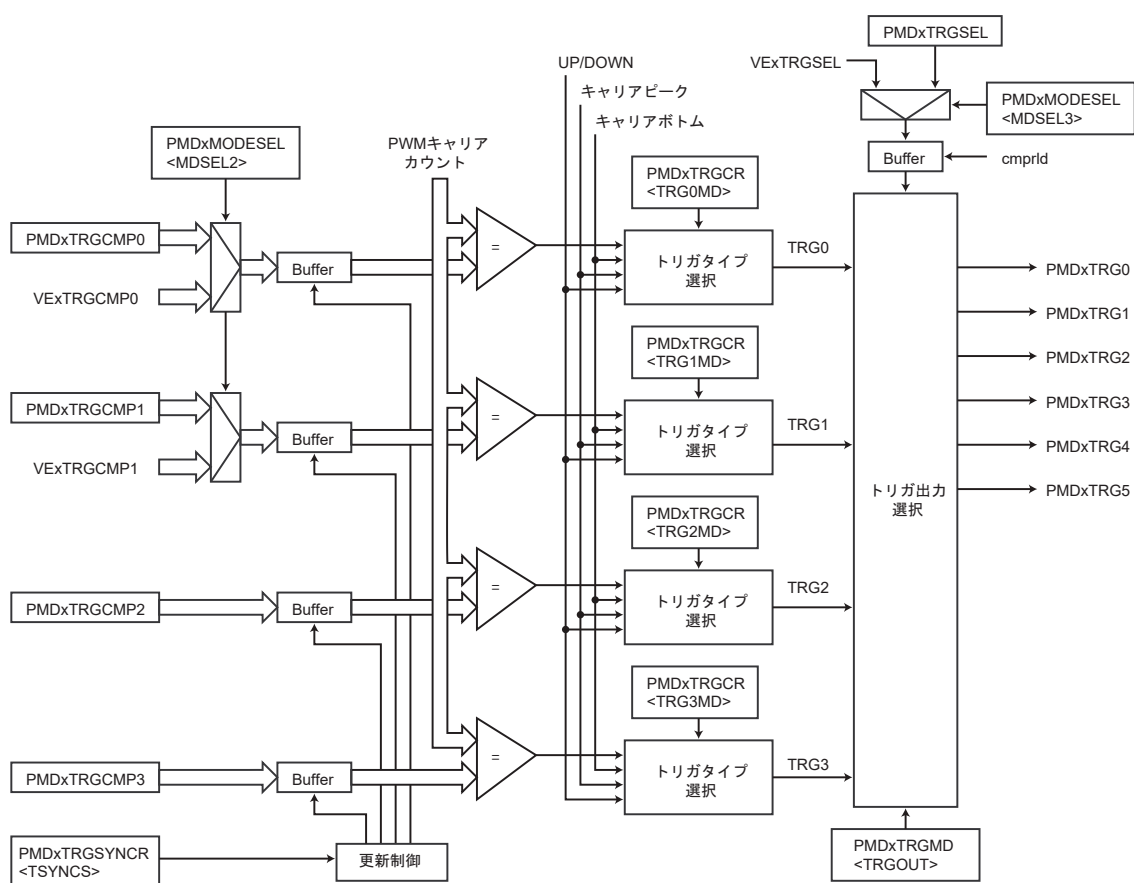 PMDxTRGSEL
UP/DOWN
VExTRGSEL
キャリアピーク
PMDxMODESEL
<MDSEL3>
キャリアボトム
PMDxMODESEL
<MDSEL2>
PWMキャリア
カウント
Buffer
cmprld
PMDxTRGCR
<TRG0MD>
PMDxTRGCMP0
VExTRGCMP0
Buffer
=
トリガタイプ
選択
TRG0
PMDxTRGCR
<TRG1MD>
PMDxTRGCMP1
VExTRGCMP1
Buffer
=
トリガタイプ
選択
TRG1
トリガ出力
選択
PMDxTRG0
PMDxTRG1
PMDxTRG2
PMDxTRG3
PMDxTRG4
PMDxTRG5
PMDxTRGCR
<TRG2MD>
PMDxTRGCMP2
Buffer
=
トリガタイプ
選択
TRG2
PMDxTRGCR
<TRG3MD>
PMDxTRGCMP3
Buffer
=
トリガタイプ
選択
TRG3
PMDxTRGSYNCR
<TSYNCS>
更新制御
PMDxTRGMD
<TRGOUT>